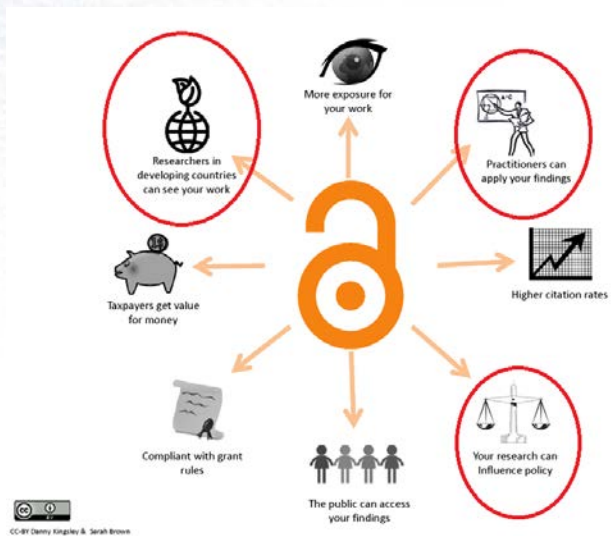 More exposure for
your work
Researchers in
developing countries
can see your work
Practitioners can
apply your findings
Taxpayers get value
for money
Higher citation rates
Compliant with grant
rules
Your research can
Influence policy
The public can access
your findings
CC-BY Danny Kingsley & Sarah Brown